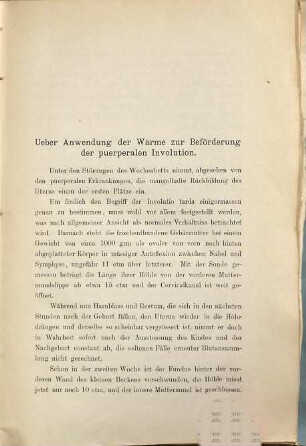 Ueber Anwendung der Wärme zur Beförderung
der puerperalen Involution.
Unter den Störungen des Wochenbetts nimmt, abgesehen von
den puerperalen Erkrankungen, die mangelhafte Rückbildung des
Uterus einen der ersten Plätze ein.
Um freilich den Begriff der Involutio tarda einigermassen
genau zu bestimmen, muss wohl vor allem festgestellt werden,
was nach allgemeiner Ansicht als normales Verhältniss betrachtet
wird. Darnach steht die frischentbundene Gebärmutter bei einem
Gewicht von etwa 1000 grm als ovaler von vorn nach hinten
abgeplatteter Körper in mässiger Anteflexion zwischen Nabel und
Symphyse, ungefähr 11 ctm über letzterer. Mit der Sonde ge-
messen beträgt die Länge ihrer Höhle von der vorderen Mutter-
mundslippe ab etwa 15 ctm und der Cervicalkanal ist weit ge-
öffnet.
Während nun Harnblase und Rectum, die sich in den nächsten
Stunden nach der Geburt füllen, den Uterus wieder in die Höhe
drängen und derselbe so scheinbar vergrössert ist, nimmt er doch
in Wahrheit sofort nach der Ausstossung des Kindes und der
Nachgeburt constant ab, die seltenen Fälle erneuter Blutansamm-
lung nicht gerechnet.
Schon in der zweiten Woche ist der Fundus hinter der
vorderen Wand des kleinen Beckens verschwunden, die Höhle misst
jetzt nur noch 10 ctm, und der innere Muttermund ist geschlossen.